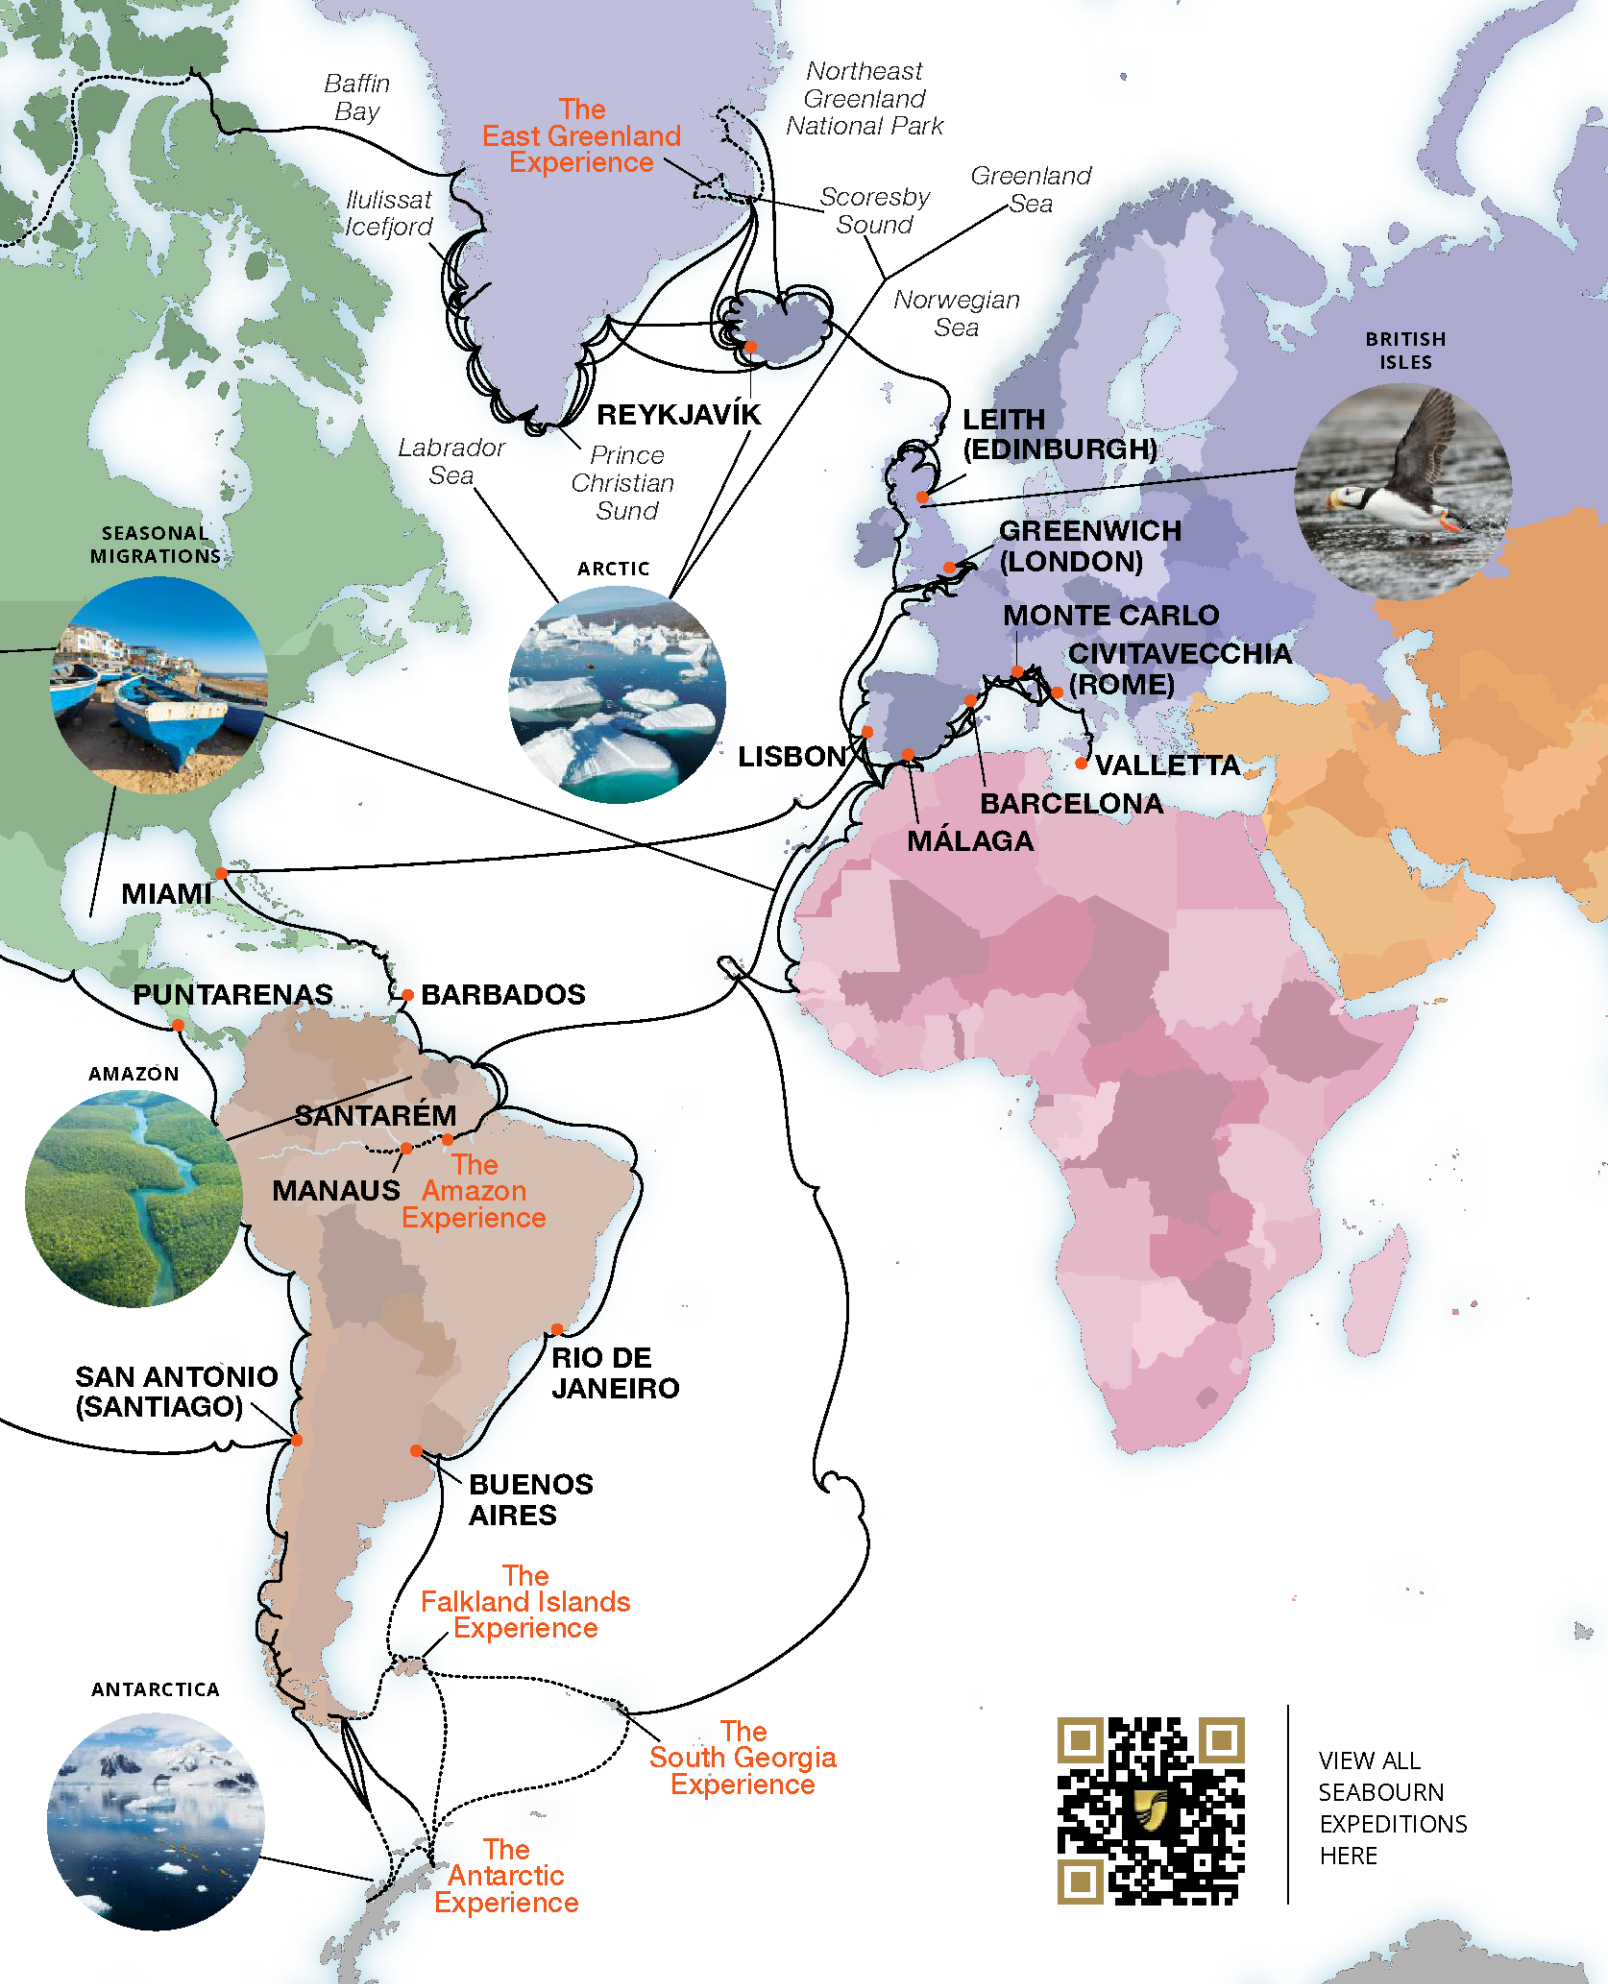 Baffin
Bay
The
East Greenland
Experience
Northeast
Greenland
National Park
Ilulissat
Icefjord
Scoresby
Sound
Greenland
Sea
Norwegian
Sea
BRITISH
ISLES
REYKJAVÍK
LEITH
(EDINBURGH)
Labrador
Sea
Prince
Christian
Sund
SEASONAL
MIGRATIONS
ARCTIC
GREENWICH
(LONDON)
MONTE CARLO
CIVITAVECCHIA
(ROME)
LISBON
VALLETTA
BARCELONA
MÁLAGA
MIAMI
PUNTARENAS
BARBADOS
AMAZON
SANTARÉM
MANAUS
The
Amazon
Experience
SAN ANTONIO
(SANTIAGO)
RIO DE
JANEIRO
BUENOS
AIRES
The
Falkland Islands
Experience
ANTARCTICA
The
South Georgia
Experience
The
Antarctic
Experience
VIEW ALL
SEABOURN
EXPEDITIONS
HERE